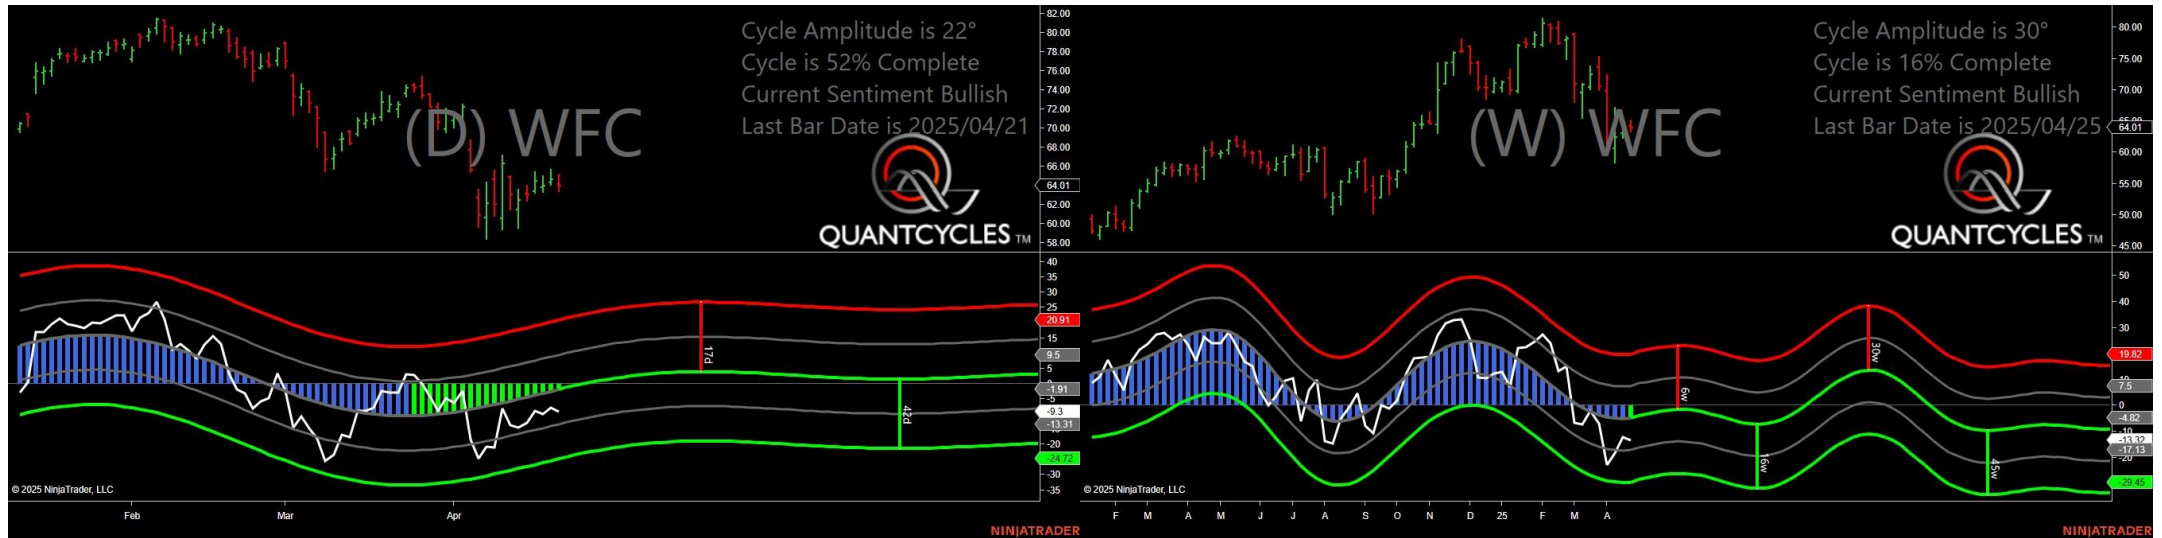 Cycle Amplitude is 22°
Cycle is 52% Complete
Current Sentiment Bullish
Last Bar Date is 2025/04/21
(D) WFC
QUANTCYCLES TM
82.00
80.00
78.00
76.00
74.00
72.00
70.00
68.00
66.00
64.01
62.00
60.00
58.00
40
35
30
25
20.91
15
9.5
5
-1.91
-5
-9.3
-13.31
-20
-24.72
-30
-35
17d
42d
© 2025 NinjaTrader, LLC
Feb Mar Apr
NINJATRADER
Cycle Amplitude is 30°
Cycle is 16% Complete
Current Sentiment Bullish
Last Bar Date is 2025/04/25
(W) WFC
QUANTCYCLES TM
80.00
75.00
70.00
64.01
60.00
55.00
50.00
45.00
50
40
30
19.82
7.5
0
-4.82
-13.32
-17.13
-29.45
6w
16w
30w
45w
© 2025 NinjaTrader, LLC
F M A M J J A S O N D 25 F M A
NINJATRADER